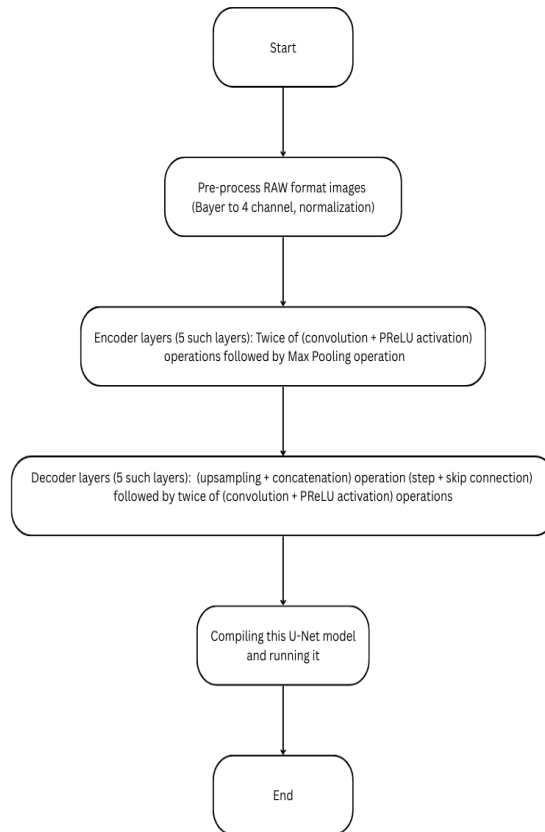 Start
Pre-process RAW format images
(Bayer to 4 channel, normalization)
Encoder layers (5 such layers): Twice of (convolution + PReLU activation)
operations followed by Max Pooling operation
Decoder layers (5 such layers):  (upsampling + concatenation) operation (step + skip connection)
followed by twice of (convolution + PReLU activation) operations
Compiling this U-Net model
and running it
End